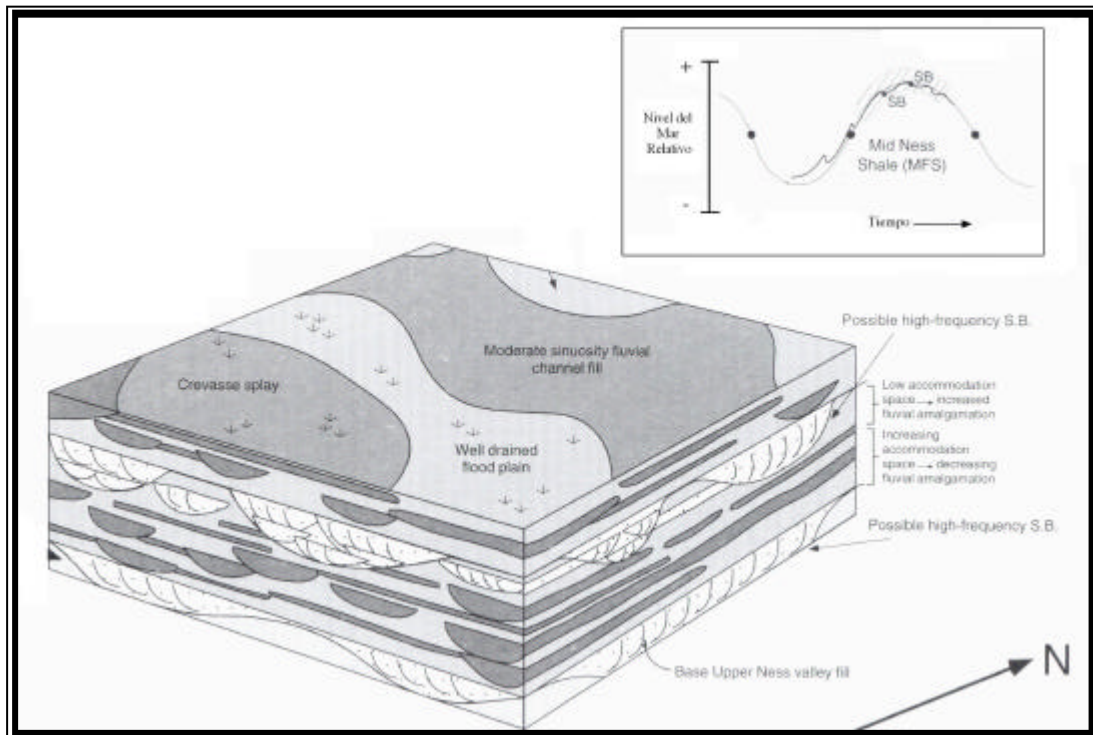 +
SB
SB
Nivel del
Mar
Relativo
Mid Ness
Shale (MFS)
-
Tiempo
Possible high-frequency S.B.
Moderate sinuosity fluvial
channel fill
Low accommodation
space → increased
fluvial amalgamation
Crevasse splay
Increasing
accommodation
space → decreasing
fluvial amalgamation
Well drained
flood plain
Possible high-frequency S.B.
Base Upper Ness valley fill
N